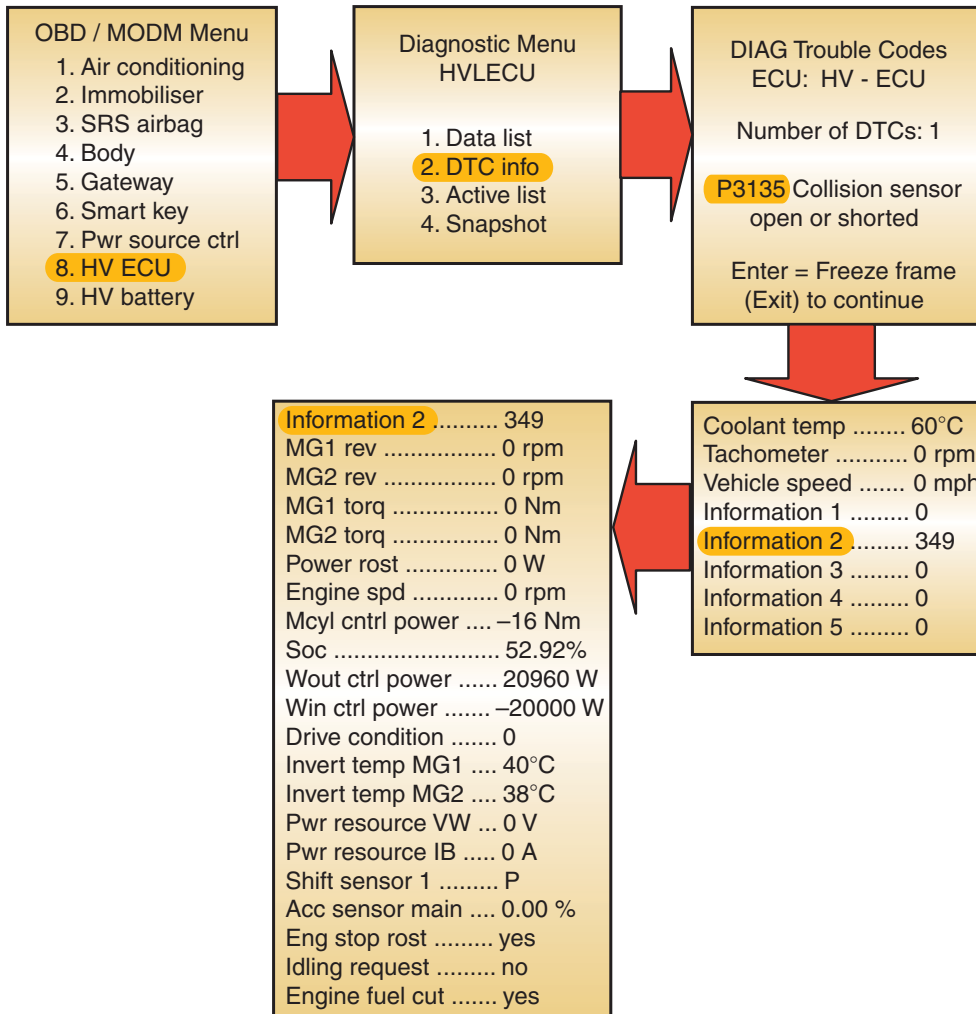 OBD / MODM Menu
1. Air conditioning
2. Immobiliser
3. SRS airbag
4. Body
5. Gateway
6. Smart key
7. Pwr source ctrl
8. HV ECU
9. HV battery
Diagnostic Menu
HVLECU
1. Data list
2. DTC info
3. Active list
4. Snapshot
DIAG Trouble Codes
ECU: HV - ECU
Number of DTCs: 1
P3135 Collision sensor
open or shorted
Enter = Freeze frame
(Exit) to continue
Coolant temp ........ 60°C
Tachometer ........... 0 rpm
Vehicle speed ...... 0 mph
Information 1 ......... 0
Information 2 ......... 349
Information 3 ......... 0
Information 4 ......... 0
Information 5 ......... 0
Information 2 .......... 349
MG1 rev ................. 0 rpm
MG2 rev ................. 0 rpm
MG1 torq ................ 0 Nm
MG2 torq ................ 0 Nm
Power rost .............. 0 W
Engine spd ............. 0 rpm
Mcyl cntrl power .... –16 Nm
Soc ......................... 52.92%
Wout ctrl power ...... 20960 W
Win ctrl power ....... –20000 W
Drive condition ....... 0
Invert temp MG1 .... 40°C
Invert temp MG2 .... 38°C
Pwr resource VW ... 0 V
Pwr resource IB ..... 0 A
Shift sensor 1 ......... P
Acc sensor main .... 0.00 %
Eng stop rost ......... yes
Idling request ......... no
Engine fuel cut ....... yes